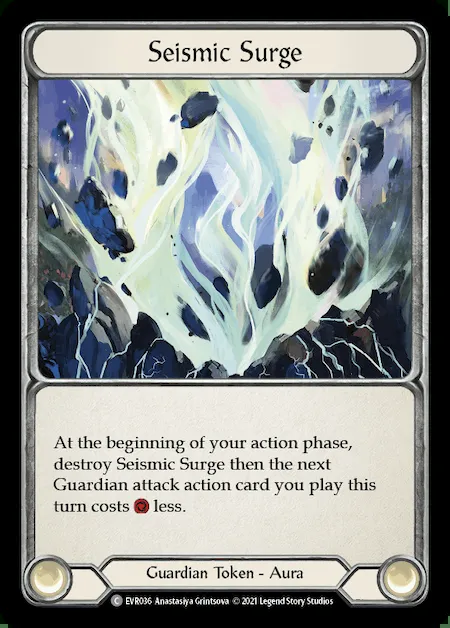 Seismic Surge
At the beginning of your action phase,
destroy Seismic Surge then the next
Guardian attack action card you play this
turn costs less.
Guardian Token - Aura
C EVR036 Anastasiya Grintsova © 2021 Legend Story Studios